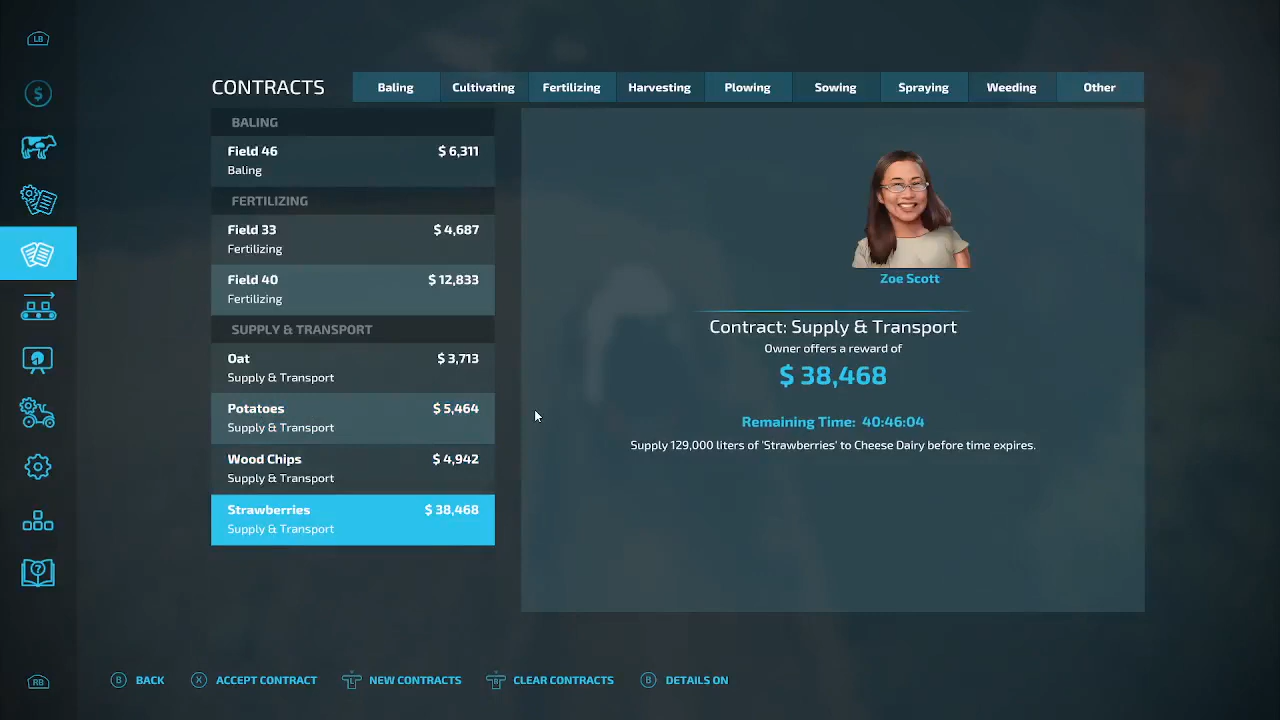 LB
CONTRACTS
Baling Cultivating Fertilizing Harvesting Plowing Sowing Spraying Weeding Other
BALING
Field 46 $ 6,311
Baling
FERTILIZING
Field 33 $ 4,687
Fertilizing
Field 40 $ 12,833
Fertilizing
SUPPLY & TRANSPORT
Oat $ 3,713
Supply & Transport
Potatoes $ 5,464
Supply & Transport
Wood Chips $ 4,942
Supply & Transport
Strawberries $ 38,468
Supply & Transport
Zoe Scott
Contract: Supply & Transport
Owner offers a reward of
$ 38,468
Remaining Time: 40:46:04
Supply 129,000 liters of 'Strawberries' to Cheese Dairy before time expires.
RB
B BACK X ACCEPT CONTRACT L NEW CONTRACTS R CLEAR CONTRACTS B DETAILS ON